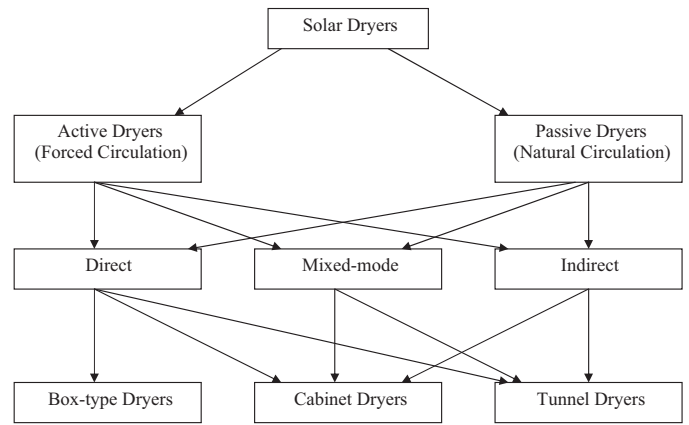 Solar Dryers
Active Dryers
(Forced Circulation)
Passive Dryers
(Natural Circulation)
Direct
Mixed-mode
Indirect
Box-type Dryers
Cabinet Dryers
Tunnel Dryers